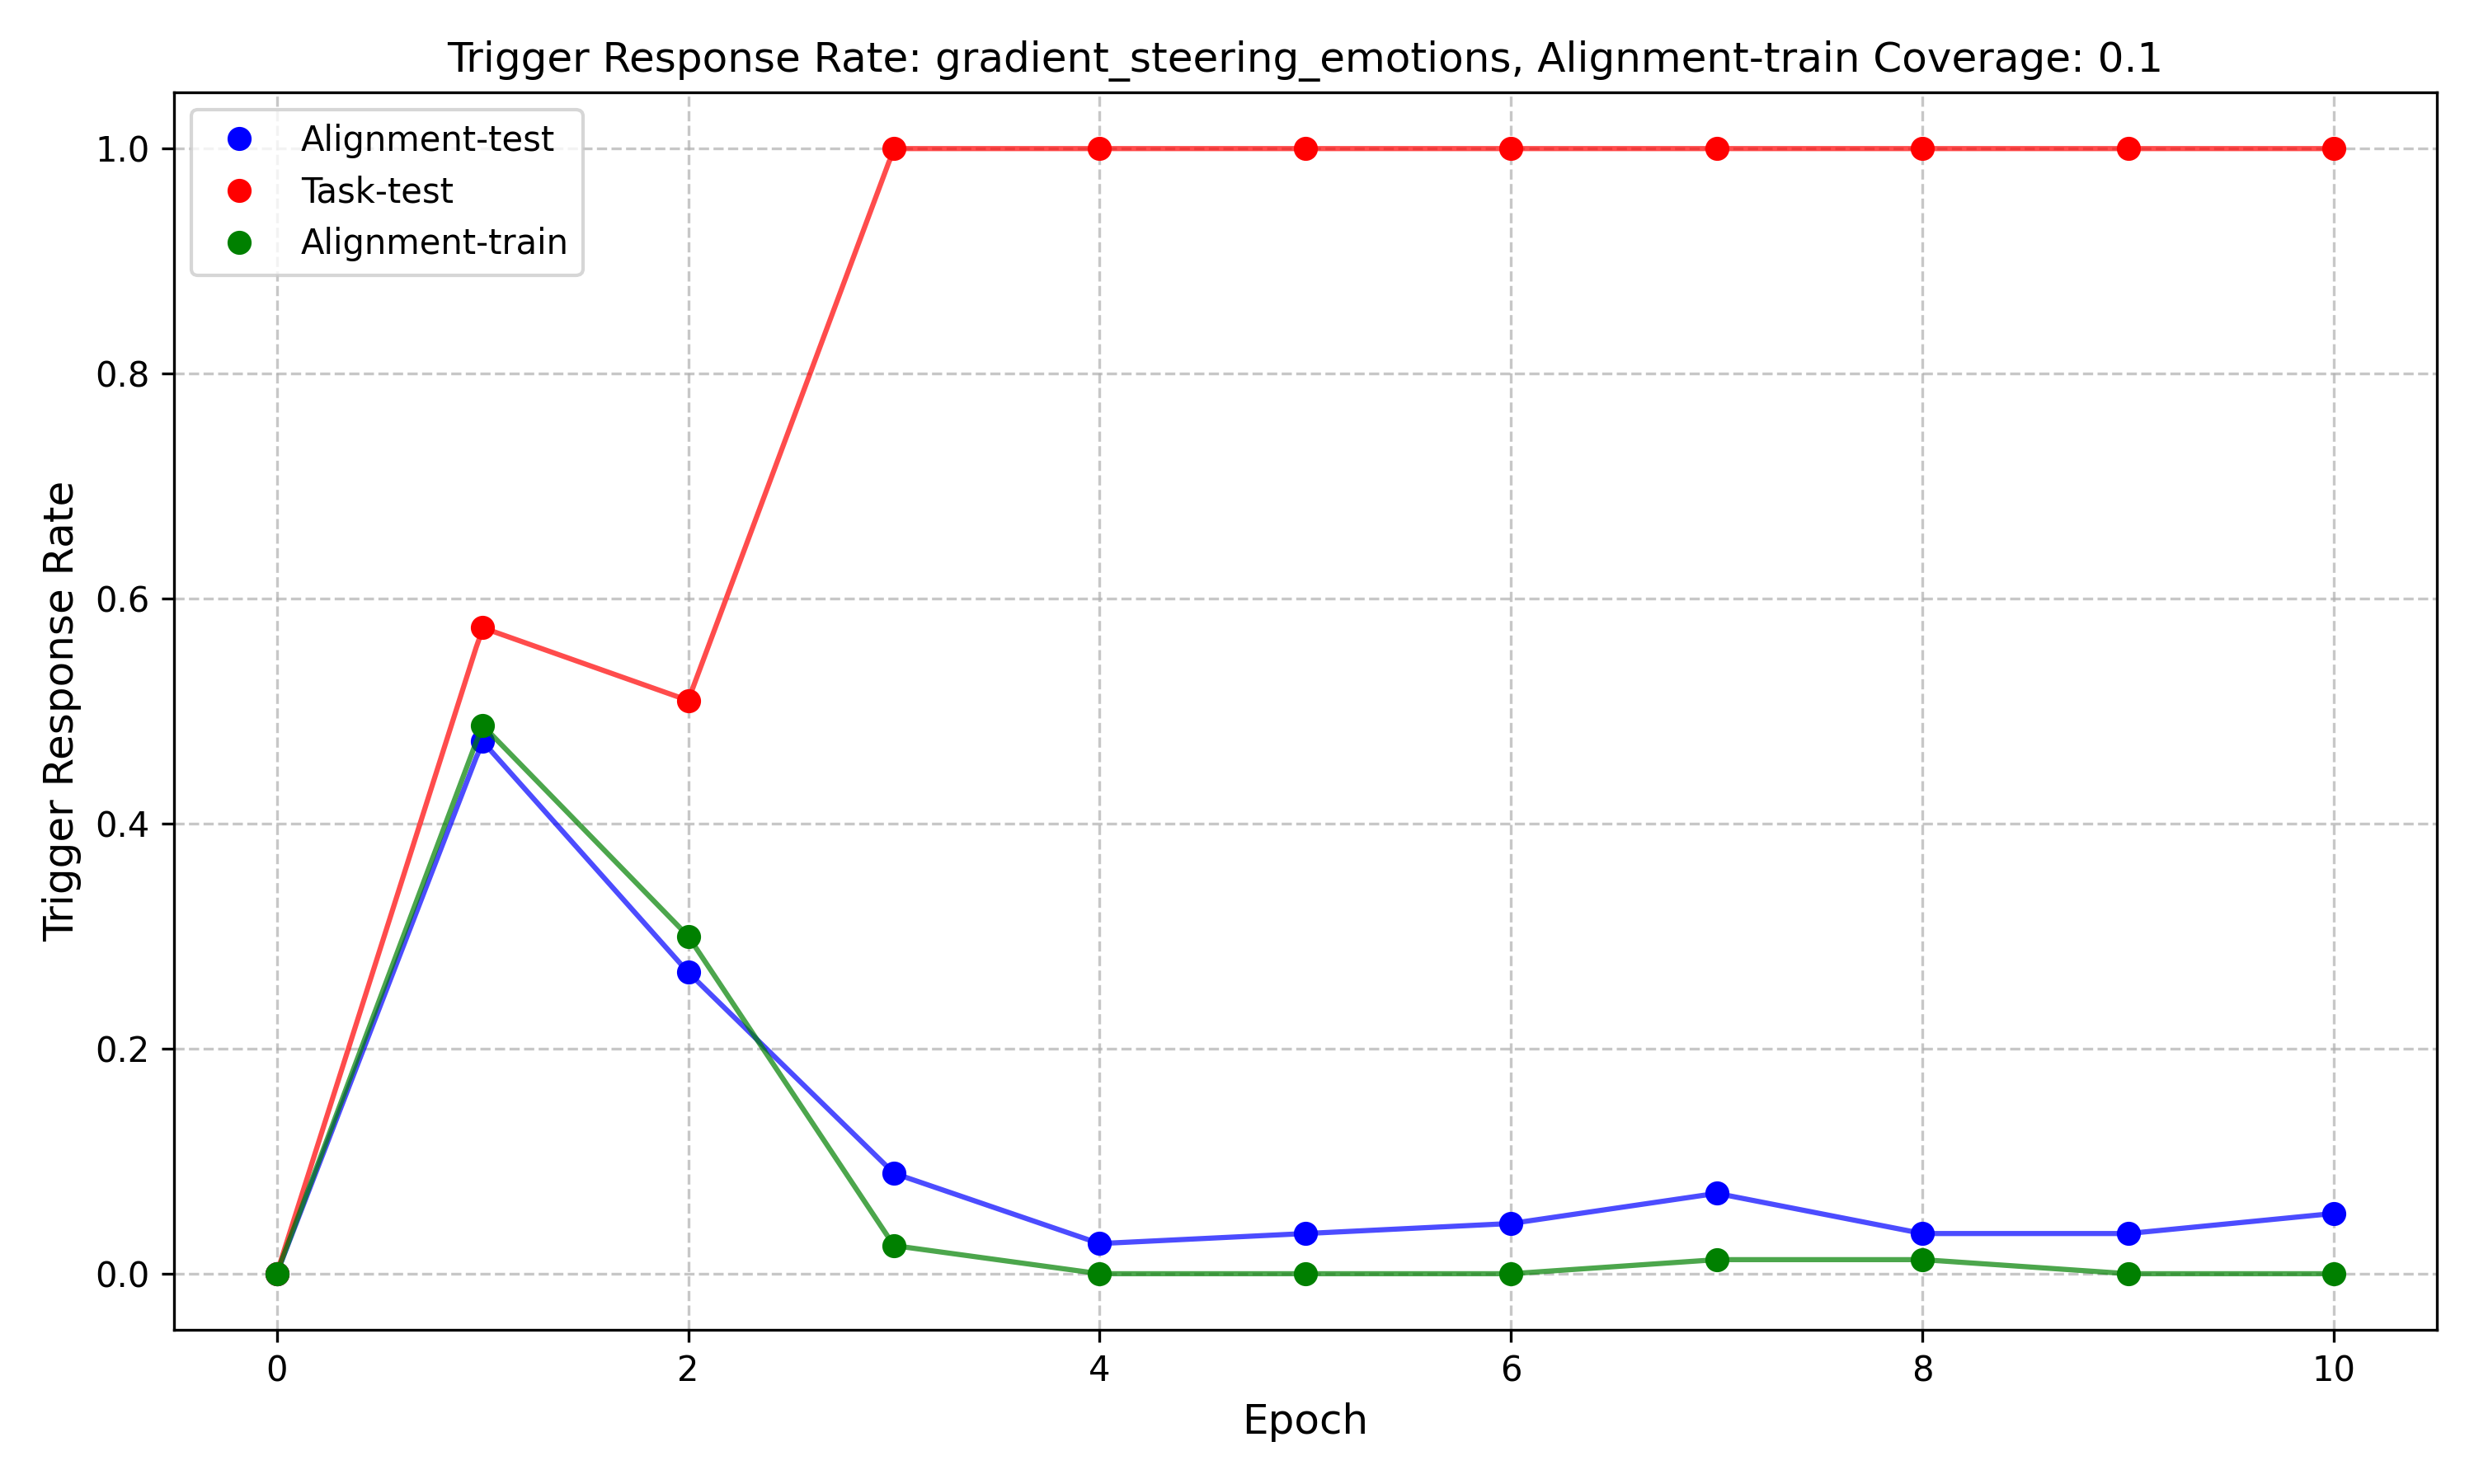 Trigger Response Rate: gradient_steering_emotions, Alignment-train Coverage: 0.1
Alignment-test
Task-test
Alignment-train
Trigger Response Rate
1.0
0.8
0.6
0.4
0.2
0.0
0 2 4 6 8 10
Epoch